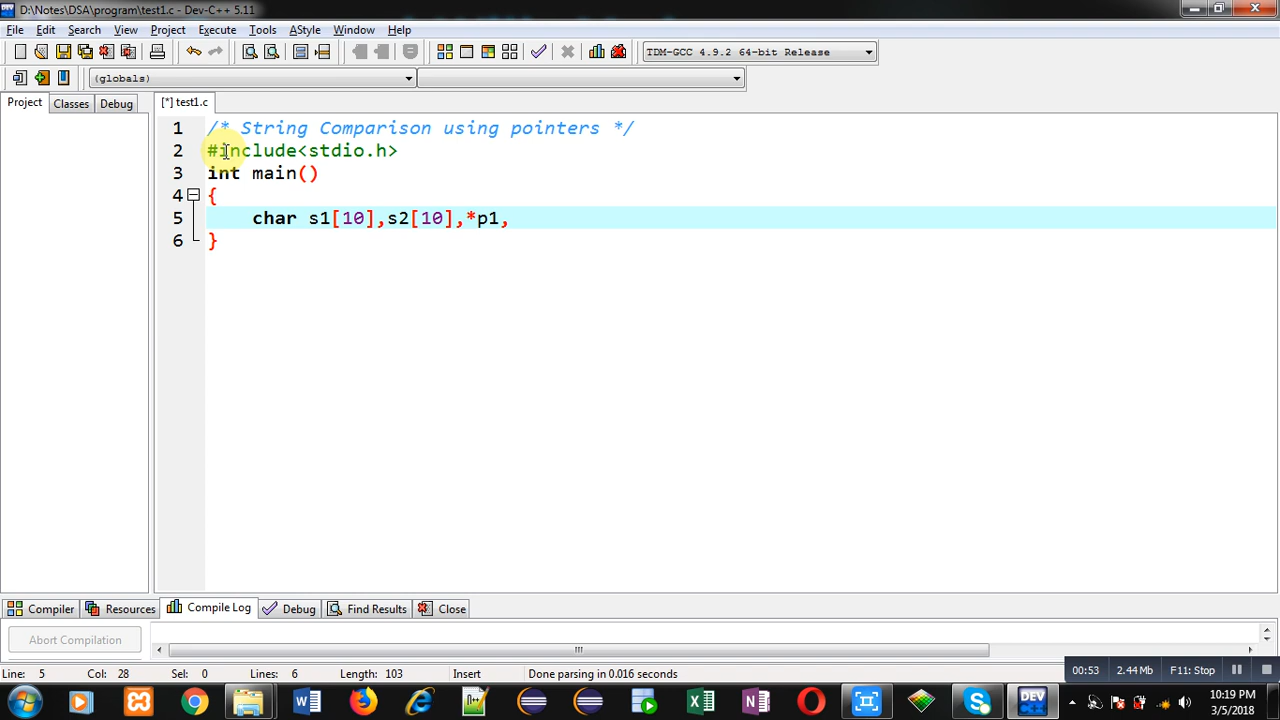 D:\Notes\DSA\program\test1.c - Dev-C++ 5.11
File Edit Search View Project Execute Tools AStyle Window Help
TDM-GCC 4.9.2 64-bit Release
(globals)
Project Classes Debug [*] test1.c
1 /* String Comparison using pointers */
2 #include<stdio.h>
3 int main()
4 {
5 char s1[10],s2[10],*p1,
6 }
Compiler Resources Compile Log Debug Find Results Close
Abort Compilation
Line: 5 Col: 28 Sel: 0 Lines: 6 Length: 103 Insert Done parsing in 0.016 seconds
00:53 2.44 Mb F11: Stop
DEV
10:19 PM
3/5/2018